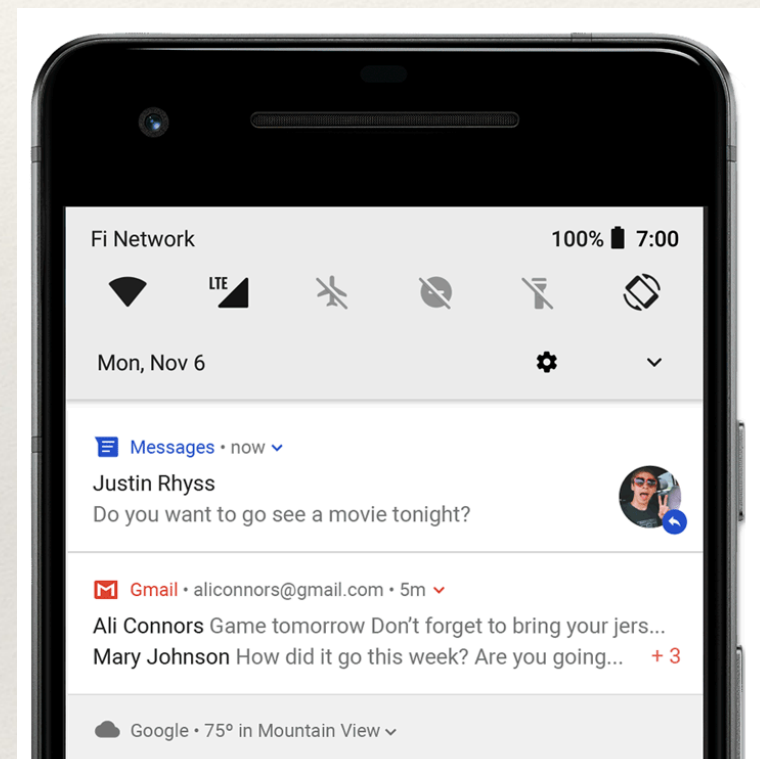 Fi Network 100% 7:00
LTE
Mon, Nov 6
Messages • now
Justin Rhyss
Do you want to go see a movie tonight?
Gmail • aliconnors@gmail.com • 5m
Ali Connors Game tomorrow Don’t forget to bring your jers...
Mary Johnson How did it go this week? Are you going... + 3
Google • 75º in Mountain View